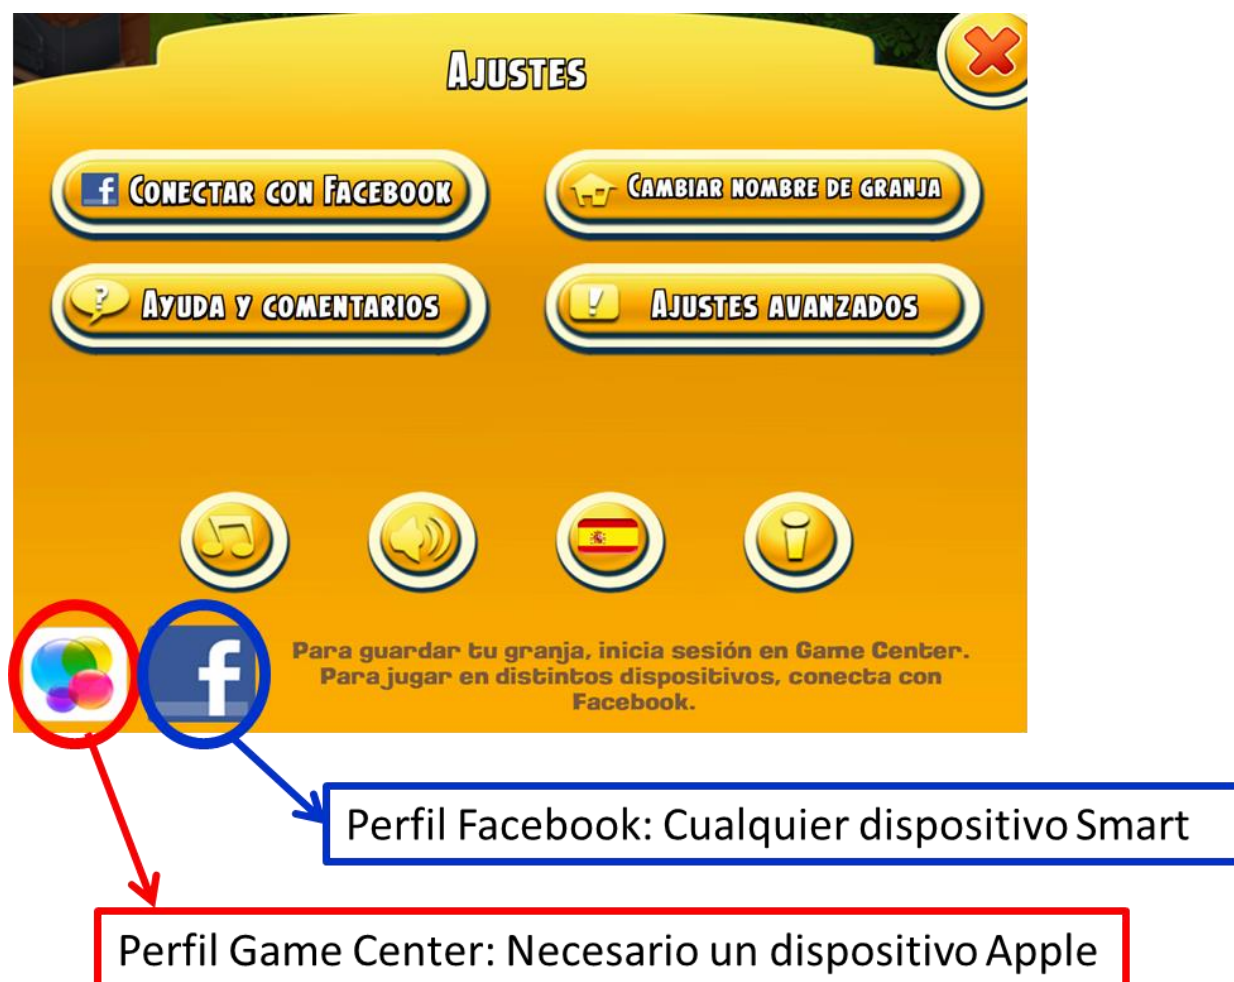 AJUSTES
CONECTAR CON FACEBOOK
CAMBIAR NOMBRE DE GRANJA
AYUDA Y COMENTARIOS
AJUSTES AVANZADOS
Para guardar tu granja, inicia sesión en Game Center.
Para jugar en distintos dispositivos, conecta con
Facebook.
Perfil Facebook: Cualquier dispositivo Smart
Perfil Game Center: Necesario un dispositivo Apple